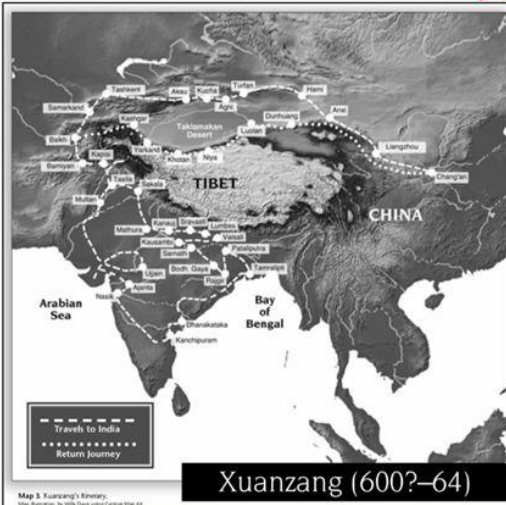 Tashkent
Aksu
Kucha
Turfan
Hami
Samarkand
Agni
Anxi
Kashgar
Taklamakan
Desert
Dunhuang
Loulan
Balkh
Yarkand
Khotan
Niya
Liangzhou
Kapisi
Bamiyan
Chang'an
Taxila
Sakala
TIBET
Multan
CHINA
Mathura
Kanauj
Sravasti
Lumbini
Kausambi
Vaisali
Sarnath
Pataliputra
Ujjain
Bodh. Gaya
Rajgir
Tamralipti
Arabian
Sea
Nasik
Ajanta
Bay
of
Bengal
Dhanakataka
Kanchipuram
Travels to India
Return Journey
Xuanzang (600?–64)
Map 3. Xuanzang's Itinerary.